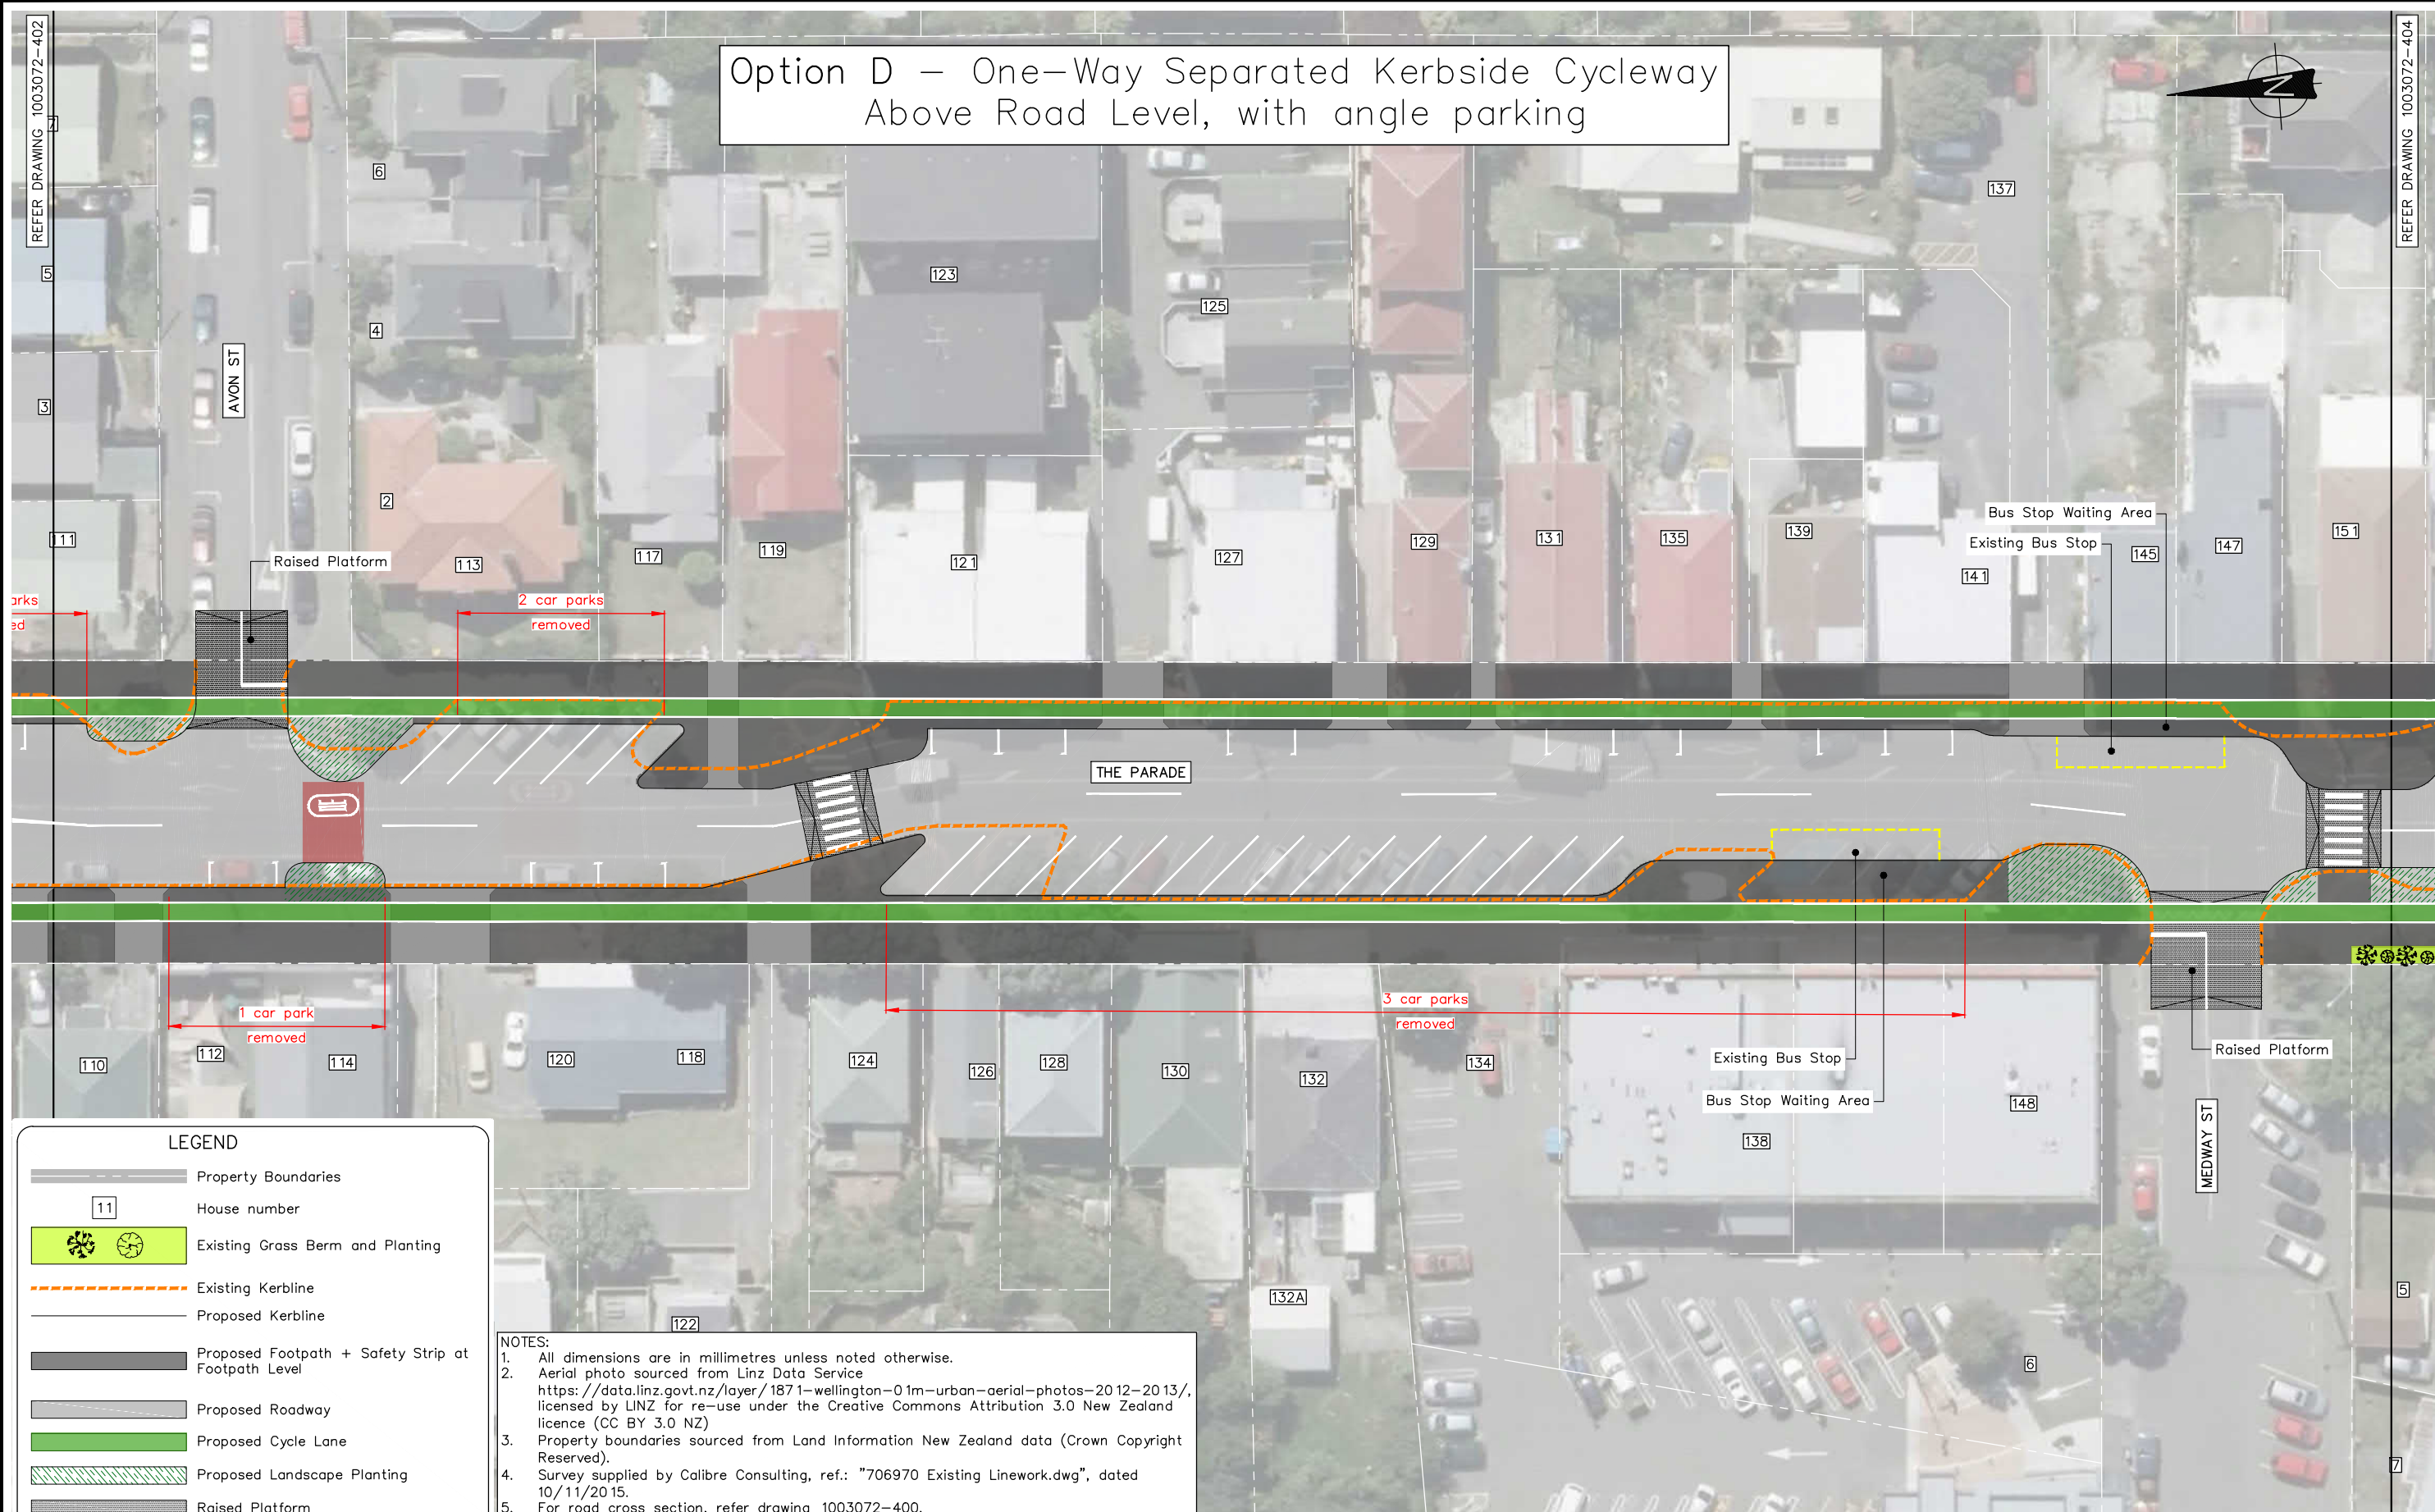 REFER DRAWING 1003072-402
REFER DRAWING 1003072-404
Option D – One-Way Separated Kerbside Cycleway
Above Road Level, with angle parking
N
7
6
137
5
123
125
4
AVON ST
3
2
111
113
117
119
121
127
129
131
135
139
141
145
147
151
Bus Stop Waiting Area
Existing Bus Stop
Raised Platform
arks
ed
2 car parks
removed
THE PARADE
1 car park
removed
3 car parks
removed
110
112
114
120
118
124
126
128
130
132
134
138
148
Existing Bus Stop
Bus Stop Waiting Area
Raised Platform
MEDWAY ST
132A
122
5
6
7
LEGEND
Property Boundaries
11 House number
Existing Grass Berm and Planting
Existing Kerbline
Proposed Kerbline
Proposed Footpath + Safety Strip at
Footpath Level
Proposed Roadway
Proposed Cycle Lane
Proposed Landscape Planting
Raised Platform
NOTES:
1. All dimensions are in millimetres unless noted otherwise.
2. Aerial photo sourced from Linz Data Service
https://data.linz.govt.nz/layer/1871-wellington-01m-urban-aerial-photos-2012-2013/,
licensed by LINZ for re-use under the Creative Commons Attribution 3.0 New Zealand
licence (CC BY 3.0 NZ)
3. Property boundaries sourced from Land Information New Zealand data (Crown Copyright
Reserved).
4. Survey supplied by Calibre Consulting, ref.: "706970 Existing Linework.dwg", dated
10/11/2015.
5. For road cross section, refer drawing 1003072-400.